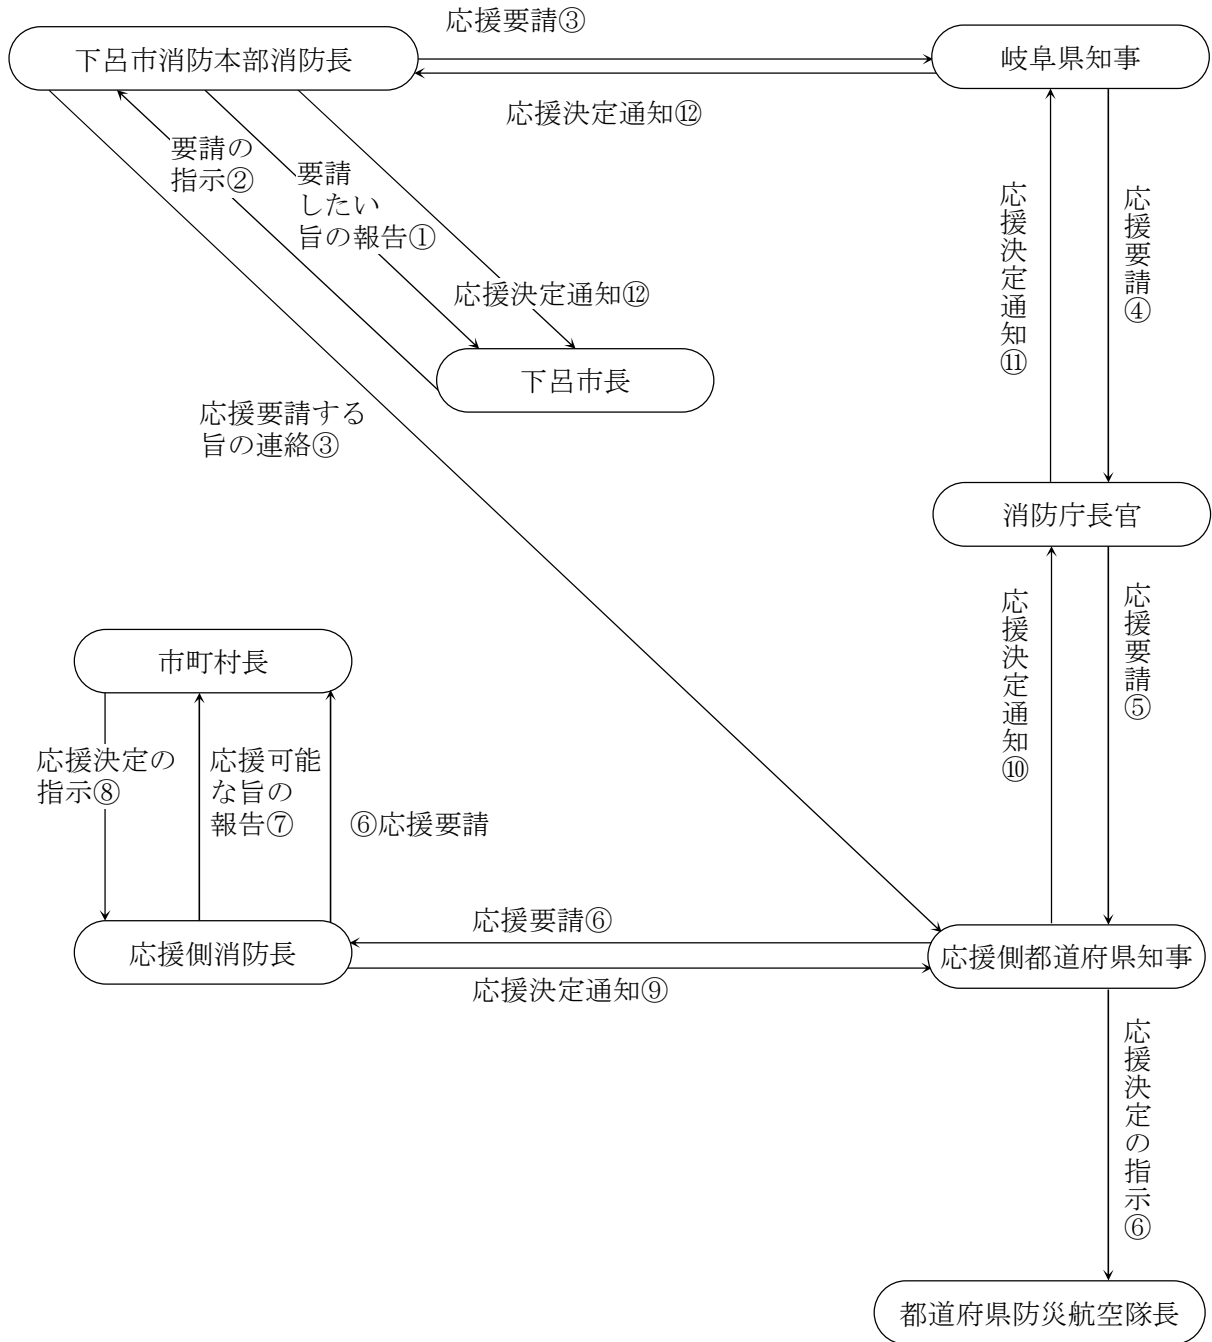 応援要請③
下呂市消防本部消防長
岐阜県知事
応援決定通知⑫
要請の
指示②
要請
したい
旨の報告①
応援決定通知⑪
応援要請④
応援決定通知⑫
下呂市長
応援要請する
旨の連絡③
消防庁長官
応援決定通知⑩
応援要請⑤
市町村長
応援決定の
指示⑧
応援可能
な旨の
報告⑦
⑥応援要請
応援要請⑥
応援側消防長
応援側都道府県知事
応援決定通知⑨
応援決定の指示⑥
都道府県防災航空隊長